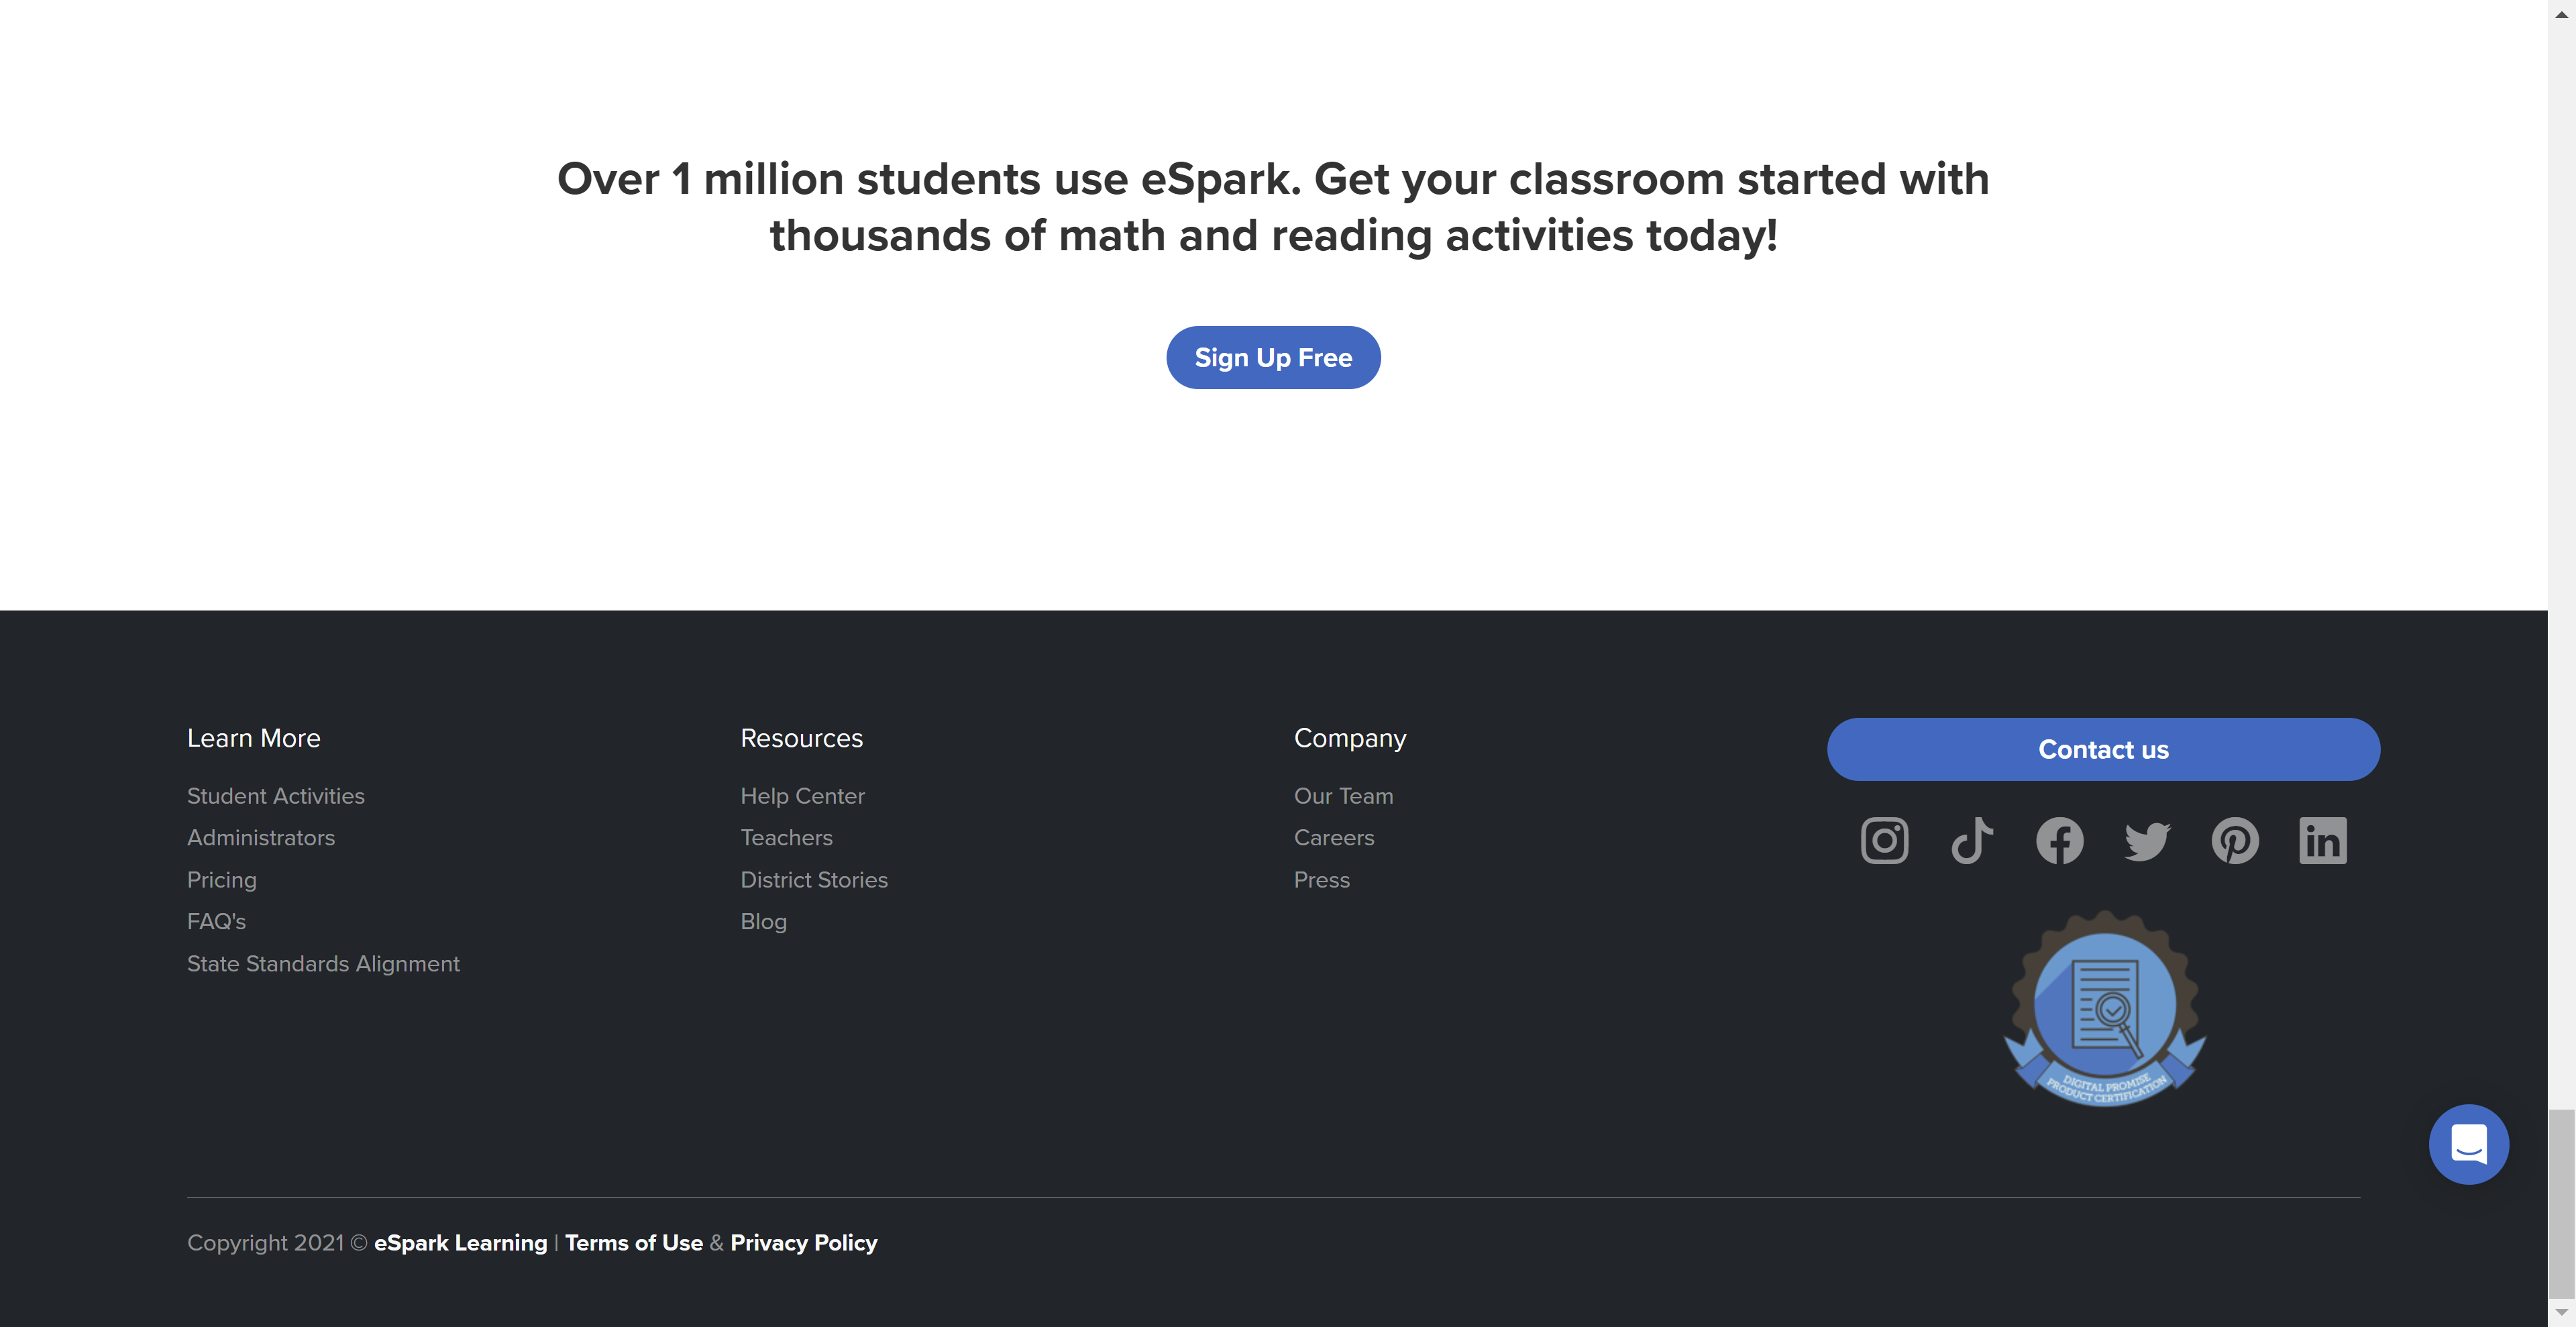 Over 1 million students use eSpark. Get your classroom started with
thousands of math and reading activities today!
Sign Up Free
Learn More
Student Activities
Administrators
Pricing
FAQ's
State Standards Alignment
Resources
Help Center
Teachers
District Stories
Blog
Company
Our Team
Careers
Press
Contact us
DIGITAL PROMISE
PRODUCT CERTIFICATION
Copyright 2021 © eSpark Learning | Terms of Use & Privacy Policy